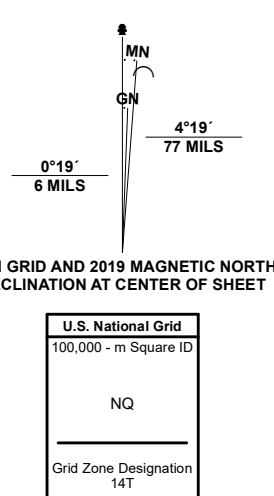 MN
GN
4°19´
77 MILS
0°19´
6 MILS
GRID AND 2019 MAGNETIC NORTH
AT CENTER OF SHEET
U.S. National Grid
100,000 - m Square ID
NQ
Grid Zone Designation
14T